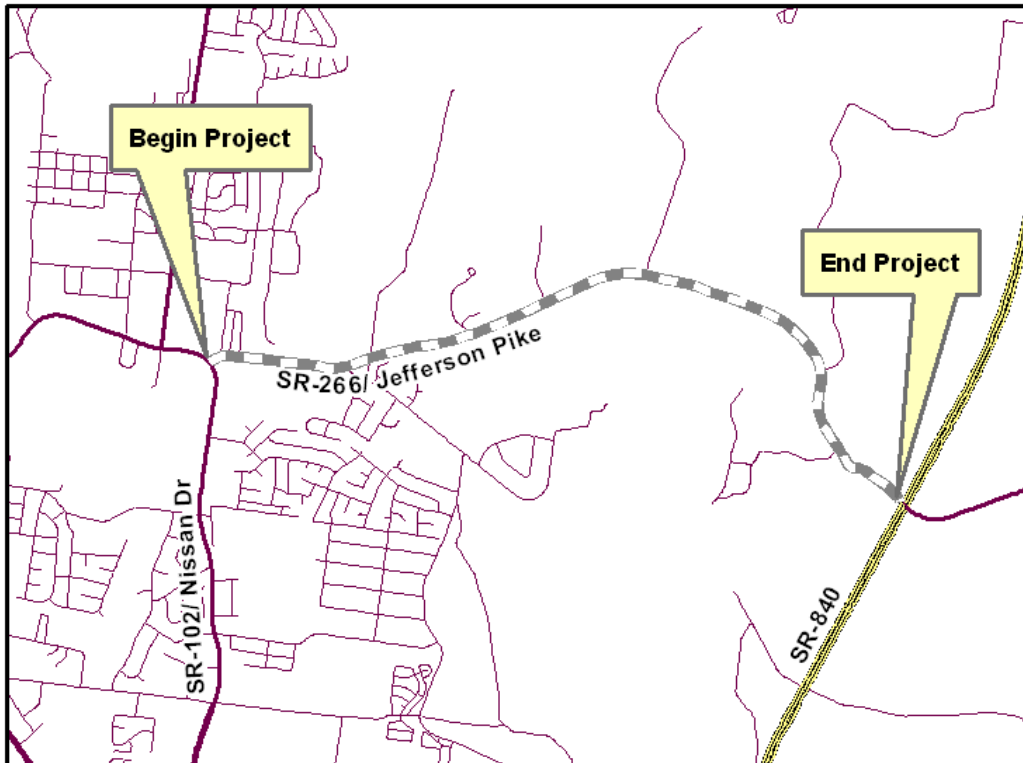 Begin Project
End Project
SR-266/ Jefferson Pike
SR-102/ Nissan Dr
SR-840